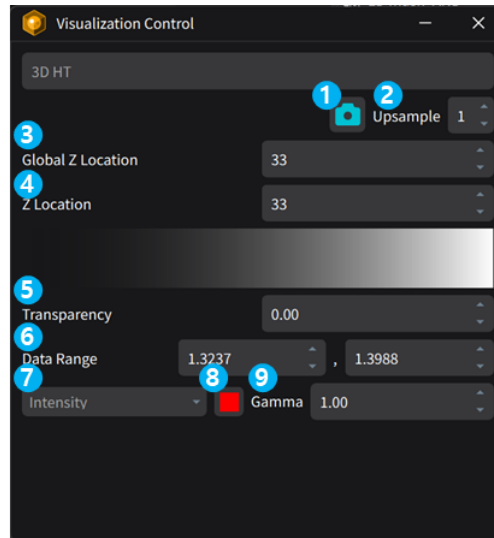 Visualization Control
3D HT
1 2
Upsample 1
3
Global Z Location 33
4
Z Location 33
5
Transparency 0.00
6
Data Range 1.3237 , 1.3988
7 8 9
Intensity Gamma 1.00